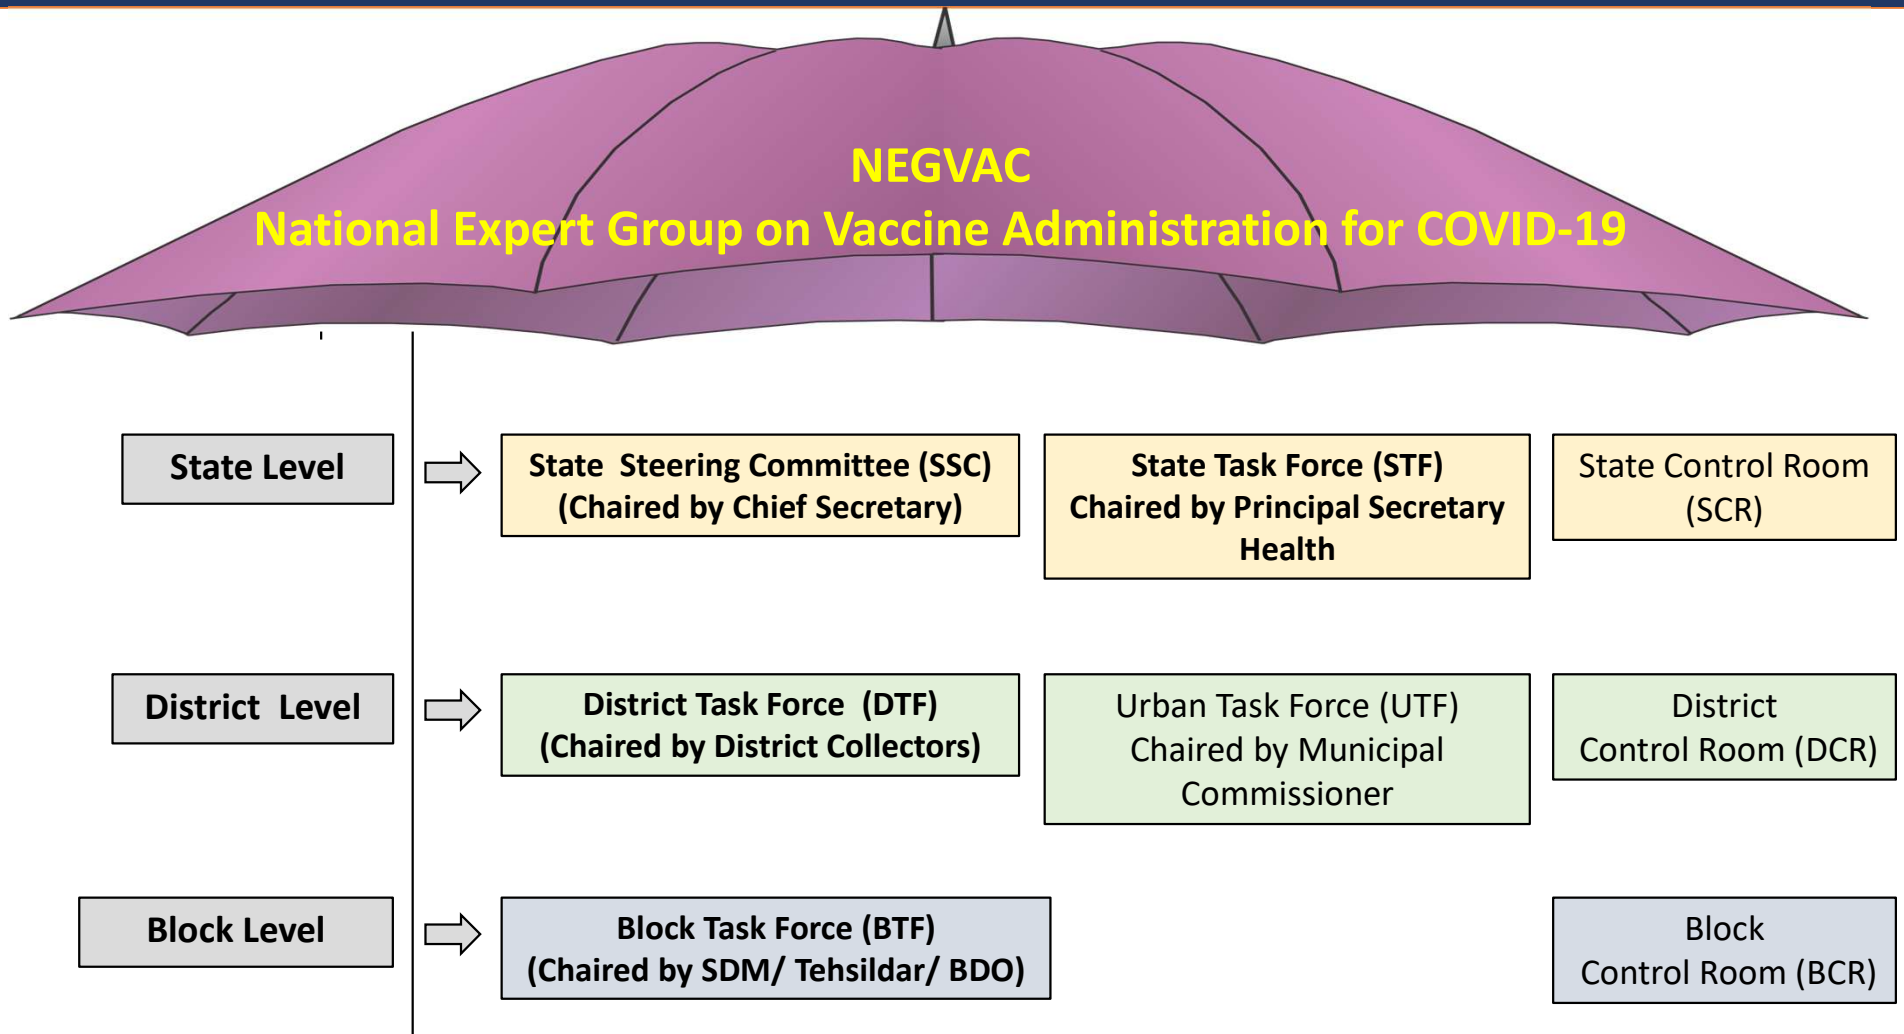 NEGVAC
National Expert Group on Vaccine Administration for COVID-19
State Level
State Steering Committee (SSC)
(Chaired by Chief Secretary)
State Task Force (STF)
Chaired by Principal Secretary
Health
State Control Room
(SCR)
District Level
District Task Force (DTF)
(Chaired by District Collectors)
Urban Task Force (UTF)
Chaired by Municipal
Commissioner
District
Control Room (DCR)
Block Level
Block Task Force (BTF)
(Chaired by SDM/ Tehsildar/ BDO)
Block
Control Room (BCR)